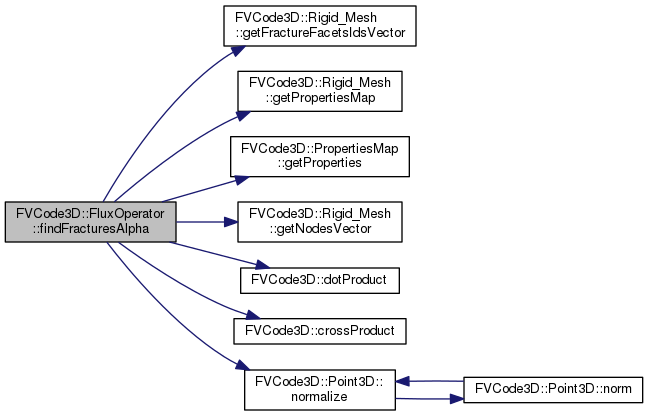 FVCode3D::FluxOperator
::findFracturesAlpha
FVCode3D::Rigid_Mesh
::getFractureFacetsIdsVector
FVCode3D::Rigid_Mesh
::getPropertiesMap
FVCode3D::PropertiesMap
::getProperties
FVCode3D::Rigid_Mesh
::getNodesVector
FVCode3D::dotProduct
FVCode3D::crossProduct
FVCode3D::Point3D::
normalize
FVCode3D::Point3D::norm